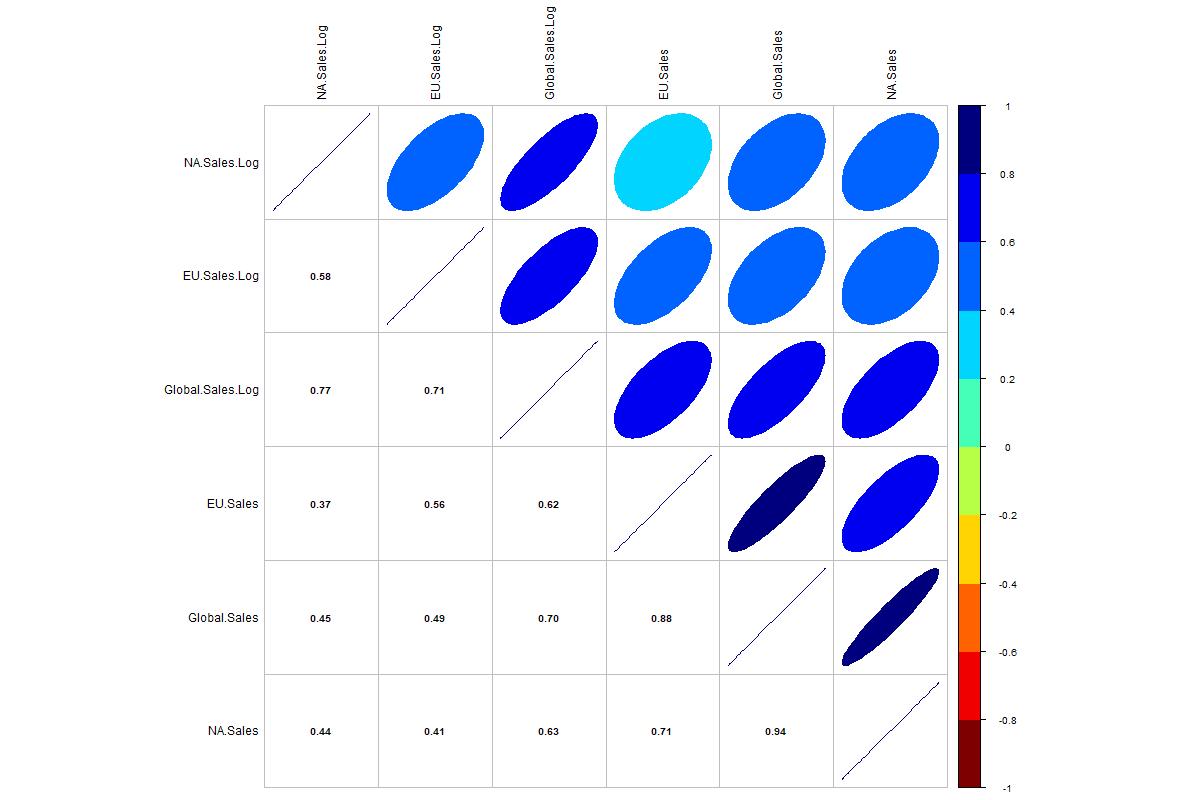 NA.Sales.Log
EU.Sales.Log
Global.Sales.Log
EU.Sales
Global.Sales
NA.Sales
NA.Sales.Log
EU.Sales.Log 0.58
Global.Sales.Log 0.77 0.71
EU.Sales 0.37 0.56 0.62
Global.Sales 0.45 0.49 0.70 0.88
NA.Sales 0.44 0.41 0.63 0.71 0.94
1
0.8
0.6
0.4
0.2
0
-0.2
-0.4
-0.6
-0.8
-1